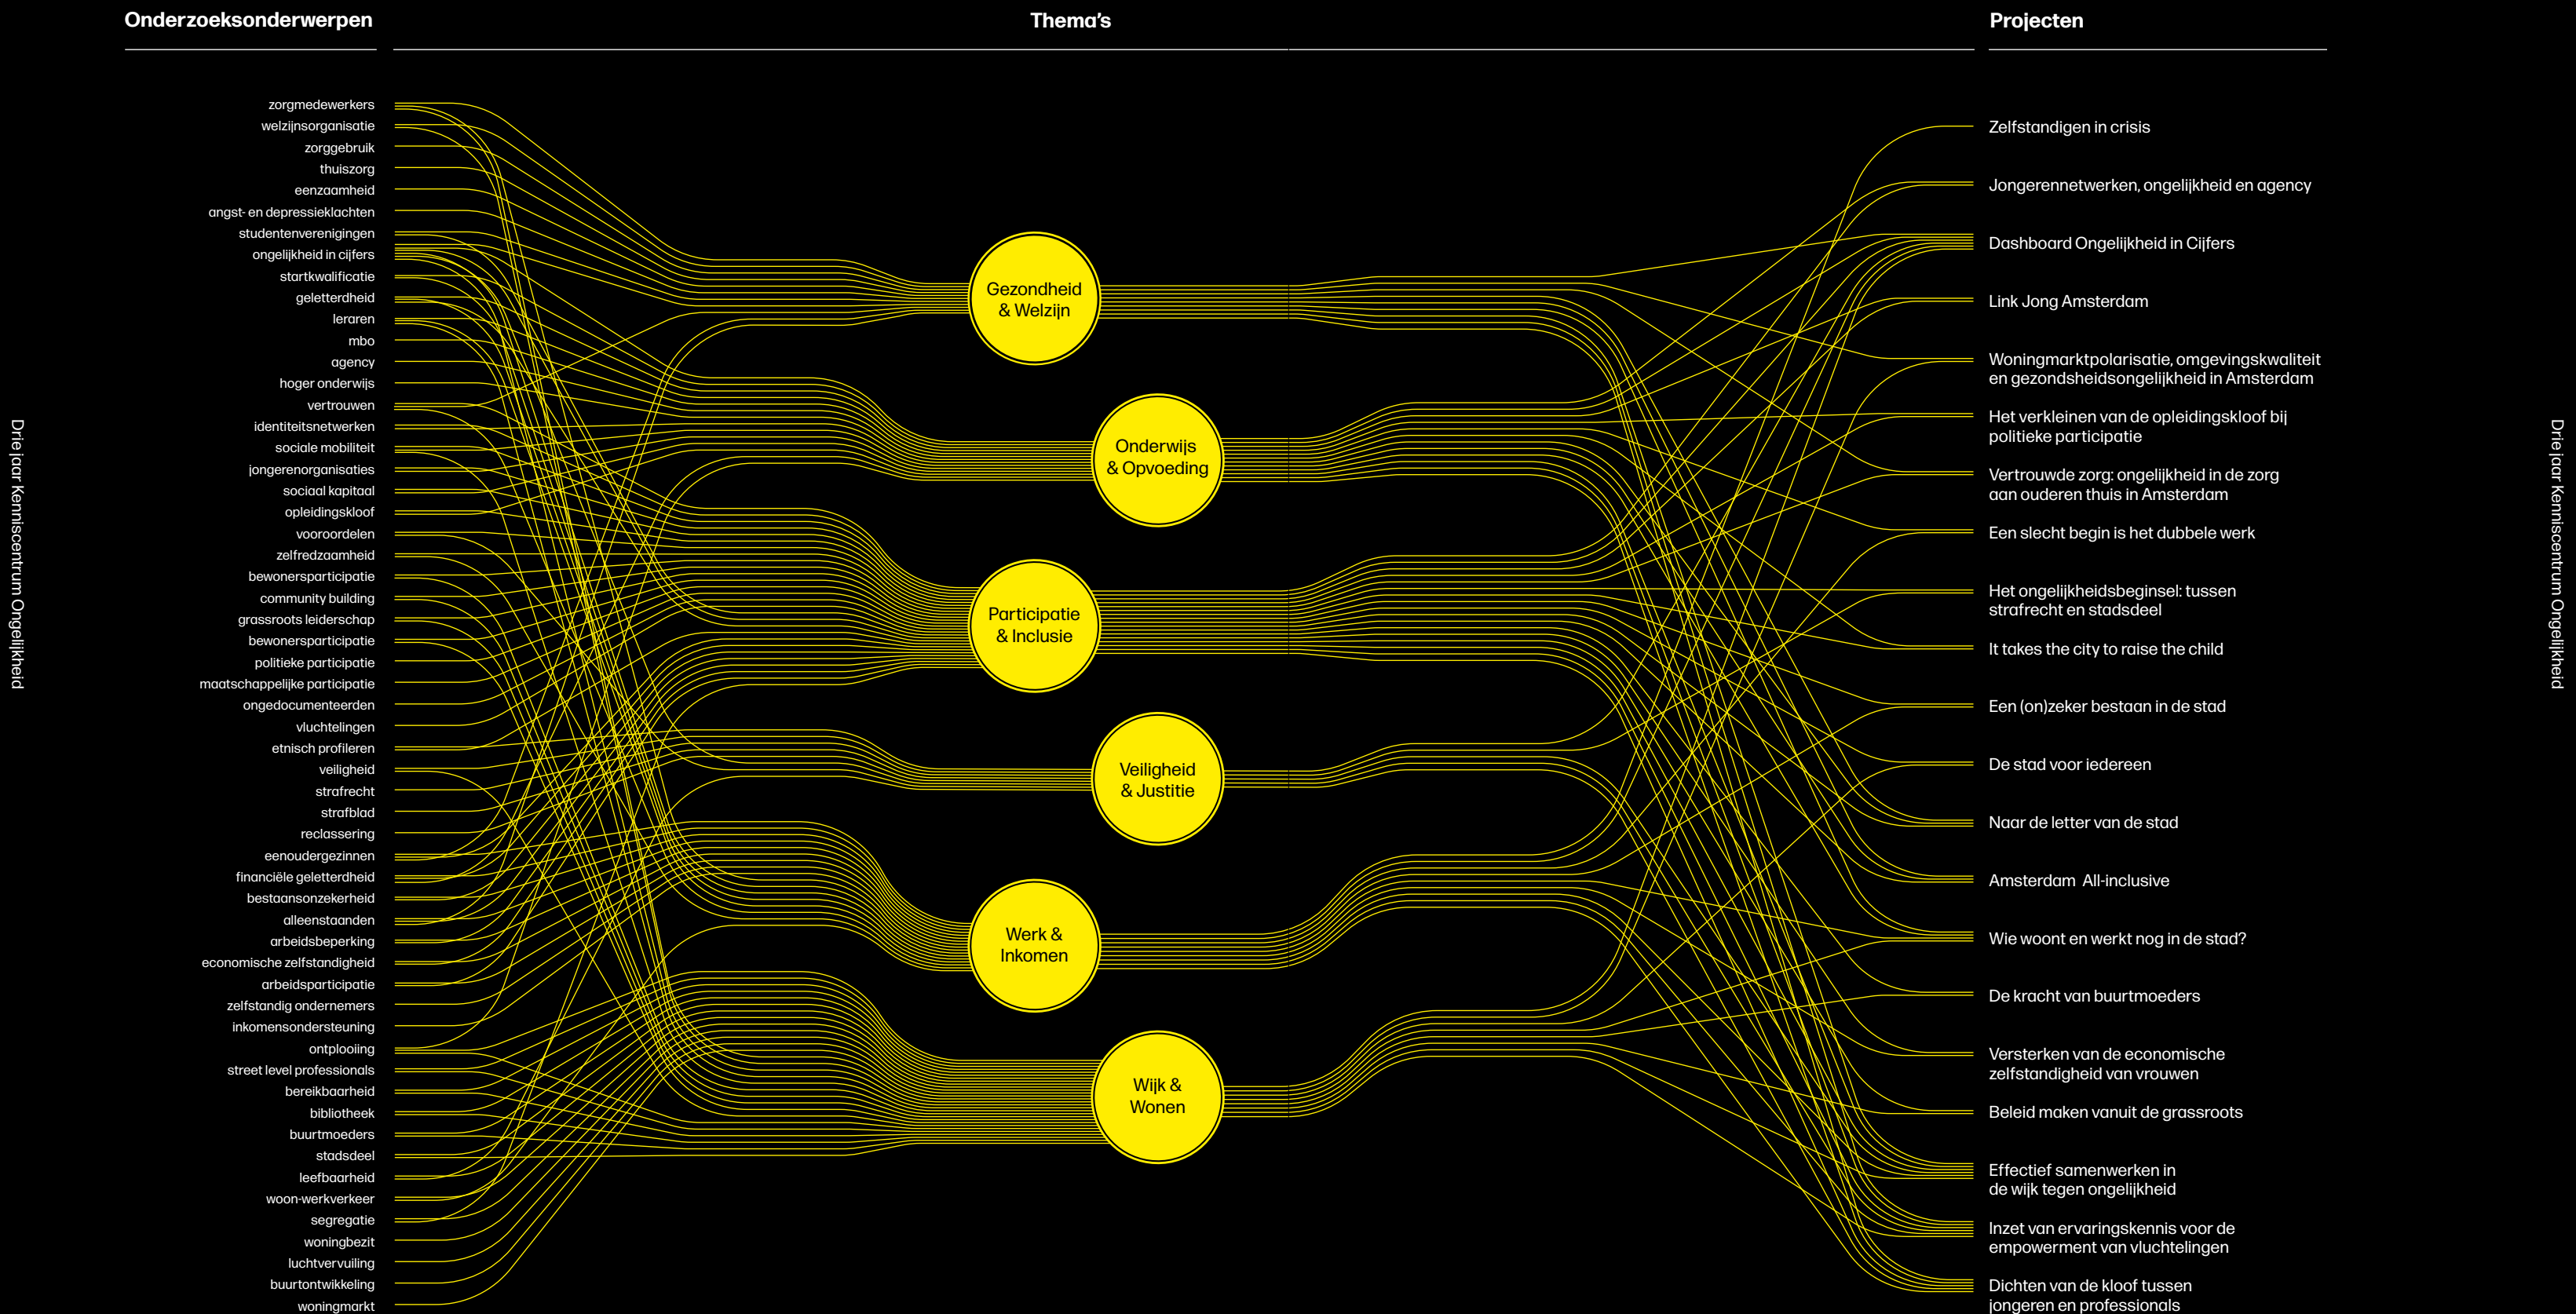 Onderzoeksonderwerpen
Thema's
Projecten
Drie jaar Kenniscentrum Ongelijkheid
zorgmedewerkers
welzijnsorganisatie
zorggebruik
thuiszorg
eenzaamheid
angst- en depressieklachten
studentenverenigingen
ongelijkheid in cijfers
startkwalificatie
geletterdheid
leraren
mbo
agency
hoger onderwijs
vertrouwen
identiteitsnetwerken
sociale mobiliteit
jongerenorganisaties
sociaal kapitaal
opleidingskloof
vooroordelen
zelfredzaamheid
bewonersparticipatie
community building
grassroots leiderschap
bewonersparticipatie
politieke participatie
maatschappelijke participatie
ongedocumenteerden
vluchtelingen
etnisch profileren
veiligheid
strafrecht
strafblad
reclassering
eenoudergezinnen
financiële geletterdheid
bestaansonzekerheid
alleenstaanden
arbeidsbeperking
economische zelfstandigheid
arbeidsparticipatie
zelfstandig ondernemers
inkomensondersteuning
ontplooiing
street level professionals
bereikbaarheid
bibliotheek
buurtmoeders
stadsdeel
leefbaarheid
woon-werkverkeer
segregatie
woningbezit
luchtvervuiling
buurtontwikkeling
woningmarkt
Gezondheid
& Welzijn
Onderwijs
& Opvoeding
Participatie
& Inclusie
Veiligheid
& Justitie
Werk &
Inkomen
Wijk &
Wonen
Zelfstandigen in crisis
Jongerennetwerken, ongelijkheid en agency
Dashboard Ongelijkheid in Cijfers
Link Jong Amsterdam
Woningmarktpolarisatie, omgevingskwaliteit
en gezondsheidsongelijkheid in Amsterdam
Het verkleinen van de opleidingskloof bij
politieke participatie
Vertrouwde zorg: ongelijkheid in de zorg
aan ouderen thuis in Amsterdam
Een slecht begin is het dubbele werk
Het ongelijkheidsbeginsel: tussen
strafrecht en stadsdeel
It takes the city to raise the child
Een (on)zeker bestaan in de stad
De stad voor iedereen
Naar de letter van de stad
Amsterdam All-inclusive
Wie woont en werkt nog in de stad?
De kracht van buurtmoeders
Versterken van de economische
zelfstandigheid van vrouwen
Beleid maken vanuit de grassroots
Effectief samenwerken in
de wijk tegen ongelijkheid
Inzet van ervaringskennis voor de
empowerment van vluchtelingen
Dichten van de kloof tussen
jongeren en professionals
Drie jaar Kenniscentrum Ongelijkheid